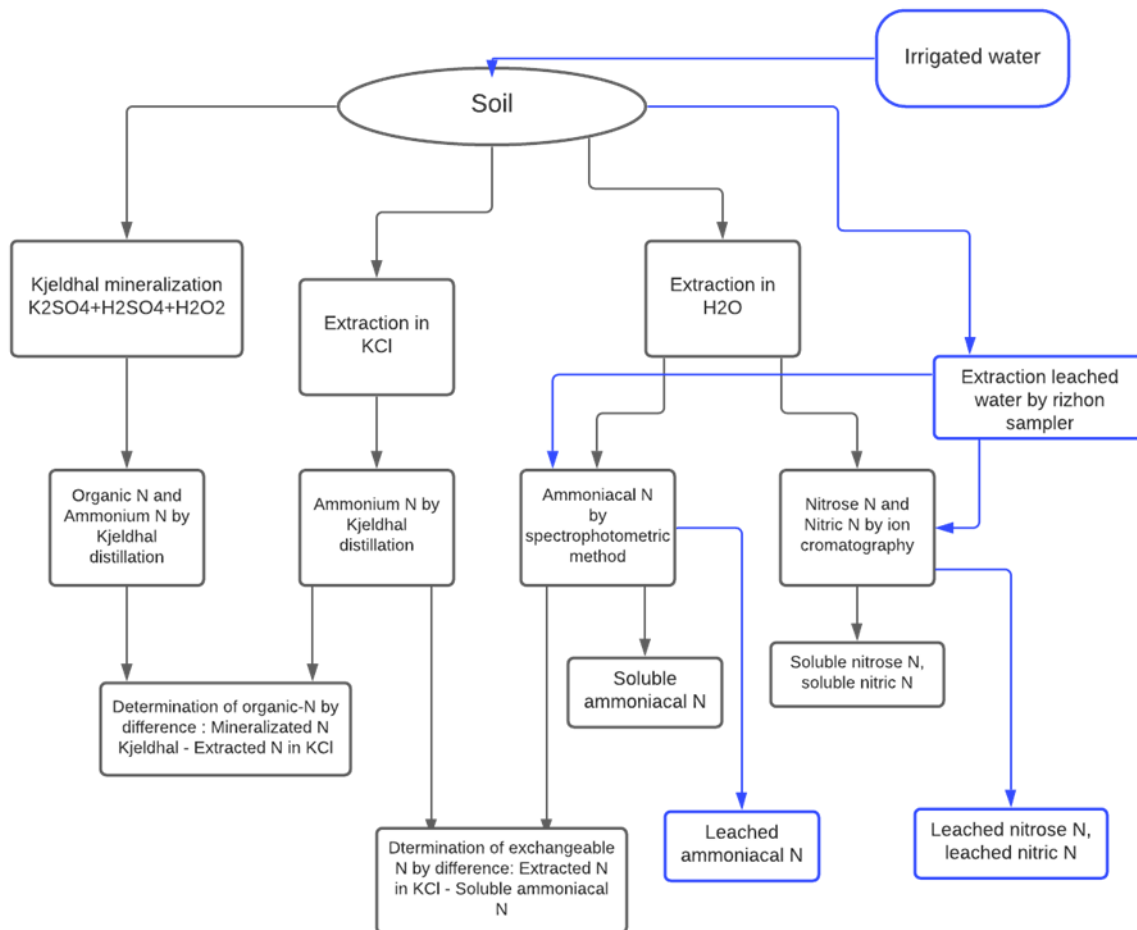 Irrigated water
Soil
Kjeldhal mineralization
K2SO4+H2SO4+H2O2
Extraction in
KCl
Extraction in
H2O
Extraction leached
water by rizhon
sampler
Organic N and
Ammonium N by
Kjeldhal
distillation
Ammonium N by
Kjeldhal
distillation
Ammoniacal N
by
spectrophotometric
method
Nitrose N and
Nitric N by ion
cromatography
Soluble
ammoniacal N
Soluble nitrose N,
soluble nitric N
Determination of organic-N by
difference : Mineralizated N
Kjeldhal - Extracted N in KCl
Dtermination of exchangeable
N by difference: Extracted N
in KCl - Soluble ammoniacal
N
Leached
ammoniacal N
Leached nitrose N,
leached nitric N